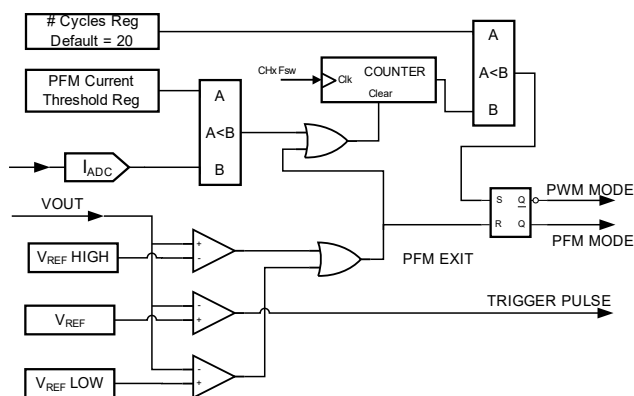 # Cycles Reg
Default = 20
A
A<B
B
PFM Current
Threshold Reg
A
A<B
B
CHx Fsw
Clk
COUNTER
Clear
IADC
VOUT
S
Q
R
Q
PWM MODE
PFM MODE
PFM EXIT
VREF HIGH
+
-
VREF
-
+
TRIGGER PULSE
VREF LOW
-
+